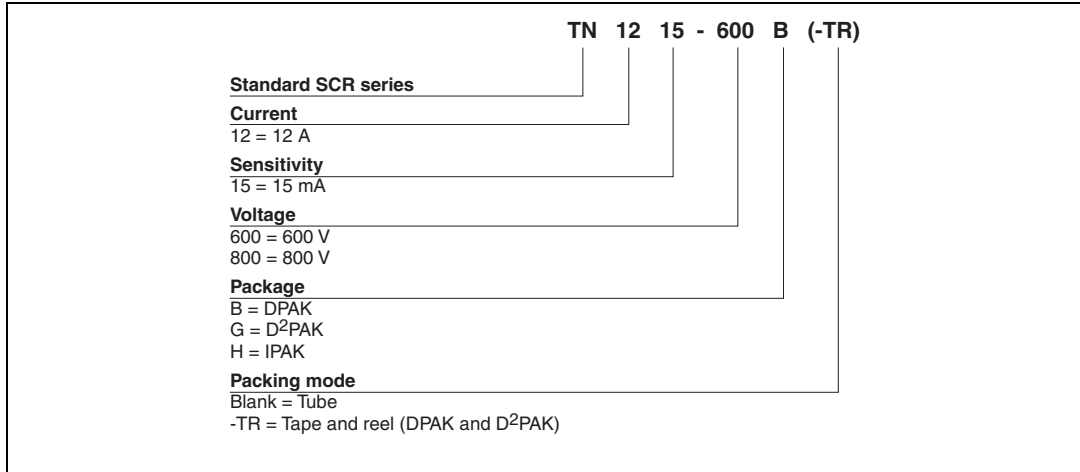 TN 12 15 - 600 B (-TR)
Standard SCR series
Current
12 = 12 A
Sensitivity
15 = 15 mA
Voltage
600 = 600 V
800 = 800 V
Package
B = DPAK
G = D²PAK
H = IPAK
Packing mode
Blank = Tube
-TR = Tape and reel (DPAK and D²PAK)